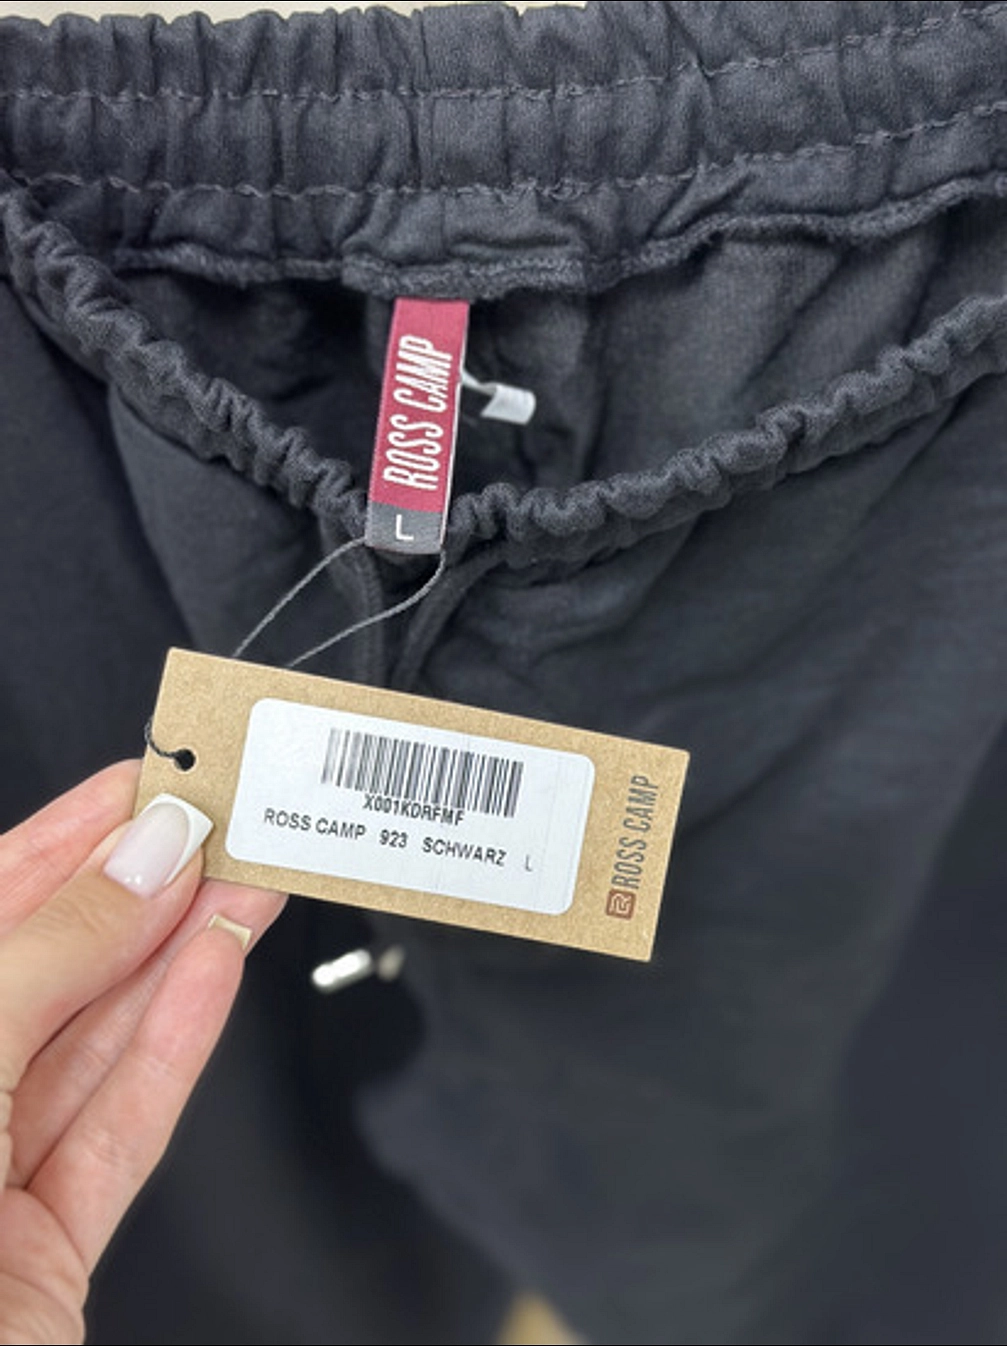 ROSS CAMP
L
X001KDRFMF
ROSS CAMP 923 SCHWARZ L
ROSS CAMP